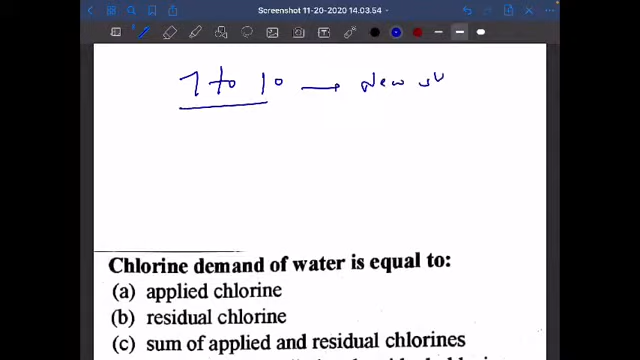 Screenshot 11-20-2020 14.03.54
1 to 10 → New
Chlorine demand of water is equal to:
(a) applied chlorine
(b) residual chlorine
(c) sum of applied and residual chlorines